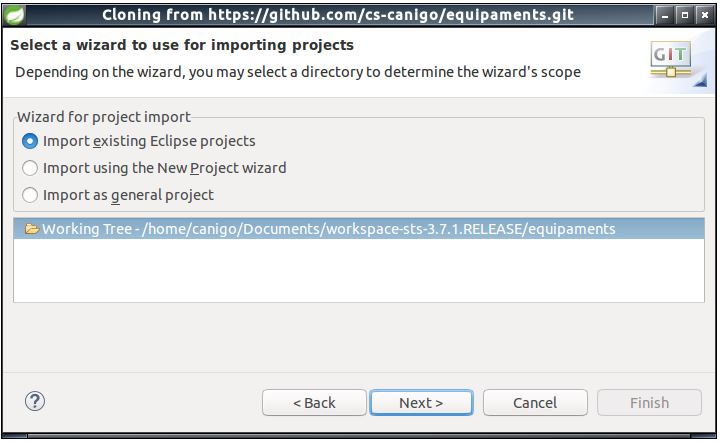 Cloning from https://github.com/cs-canigo/equipaments.git
Select a wizard to use for importing projects
Depending on the wizard, you may select a directory to determine the wizard's scope
GIT
Wizard for project import
Import existing Eclipse projects
Import using the New Project wizard
Import as general project
Working Tree - /home/canigo/Documents/workspace-sts-3.7.1.RELEASE/equipaments
?
< Back
Next >
Cancel
Finish